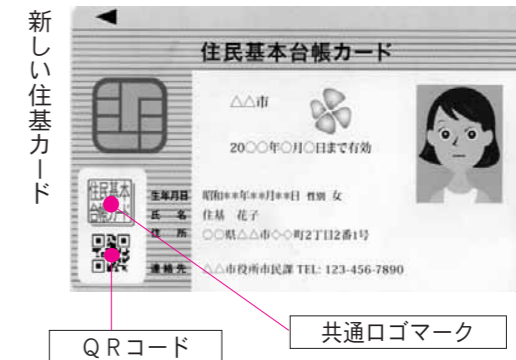 新しい住基カード
住民基本台帳カード
△△市
20○○年○月○日まで有効
住民基本
台帳カード
生年月日 昭和**年**月**日 性別 女
氏 名 住基 花子
住 所 ○○県△△市◇◇町2丁目2番1号
連絡先 △△市役所市民課 TEL: 123-456-7890
共通ロゴマーク
QRコード